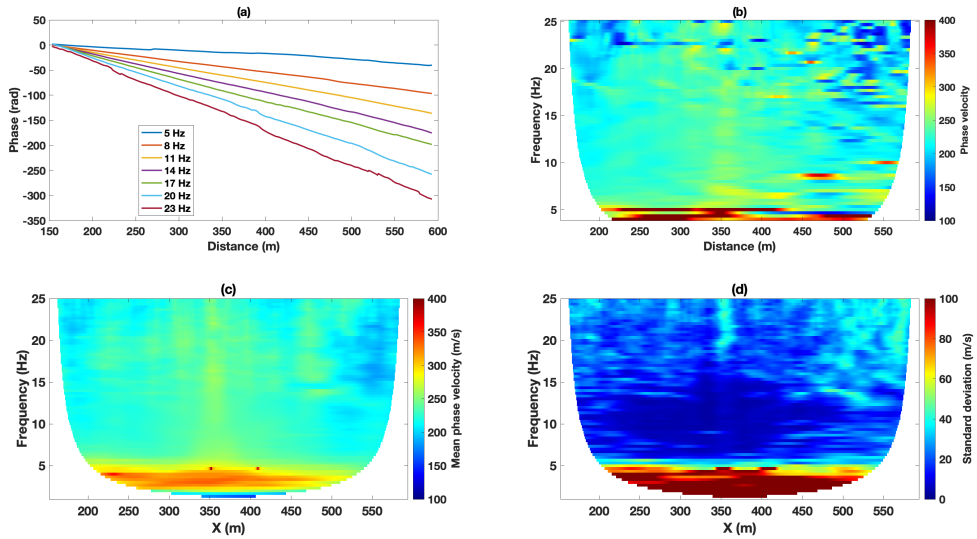 (a)
50
0
-50
-100
-150
-200
-250
-300
-350
Phase (rad)
5 Hz
8 Hz
11 Hz
14 Hz
17 Hz
20 Hz
23 Hz
150 200 250 300 350 400 450 500 550 600
Distance (m)
(b)
25
20
15
10
5
Frequency (Hz)
200 250 300 350 400 450 500 550
Distance (m)
400
350
300
250
200
150
100
Phase velocity
(c)
25
20
15
10
5
Frequency (Hz)
200 250 300 350 400 450 500 550
X (m)
400
350
300
250
200
150
100
Mean phase velocity (m/s)
(d)
25
20
15
10
5
Frequency (Hz)
200 250 300 350 400 450 500 550
X (m)
100
80
60
40
20
0
Standard deviation (m/s)